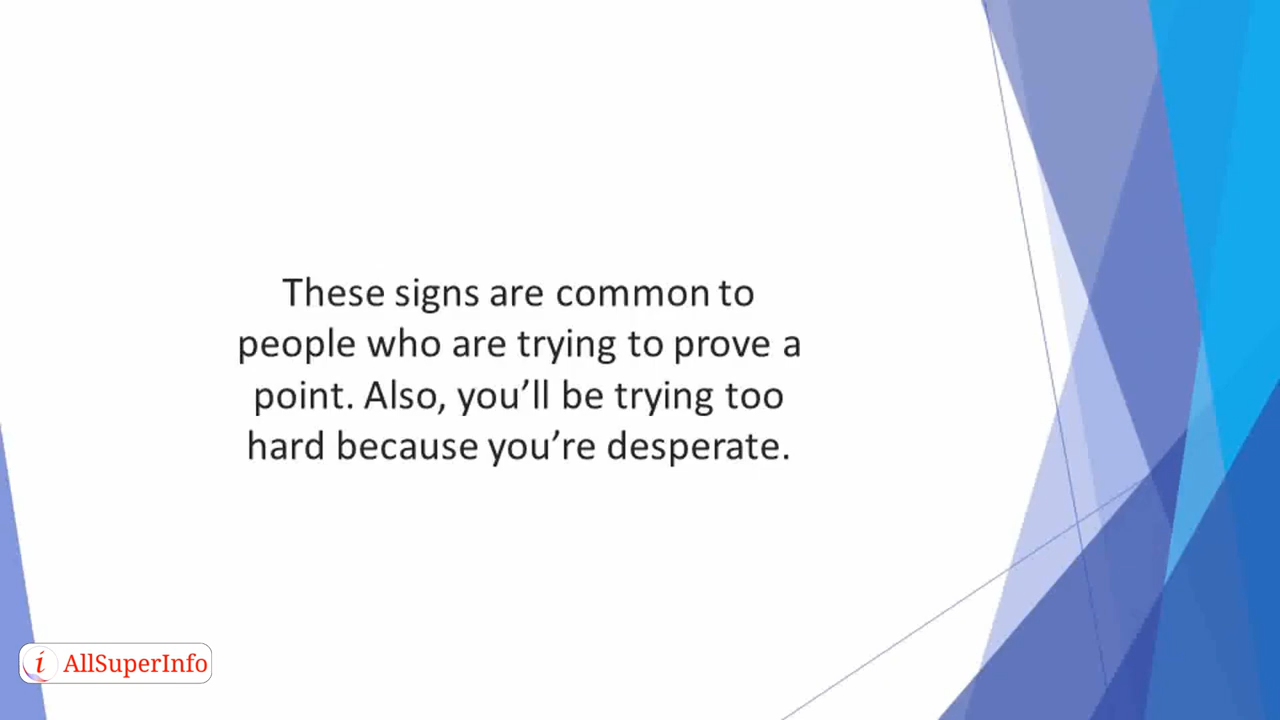 These signs are common to
people who are trying to prove a
point. Also, you’ll be trying too
hard because you’re desperate.
i AllSuperInfo